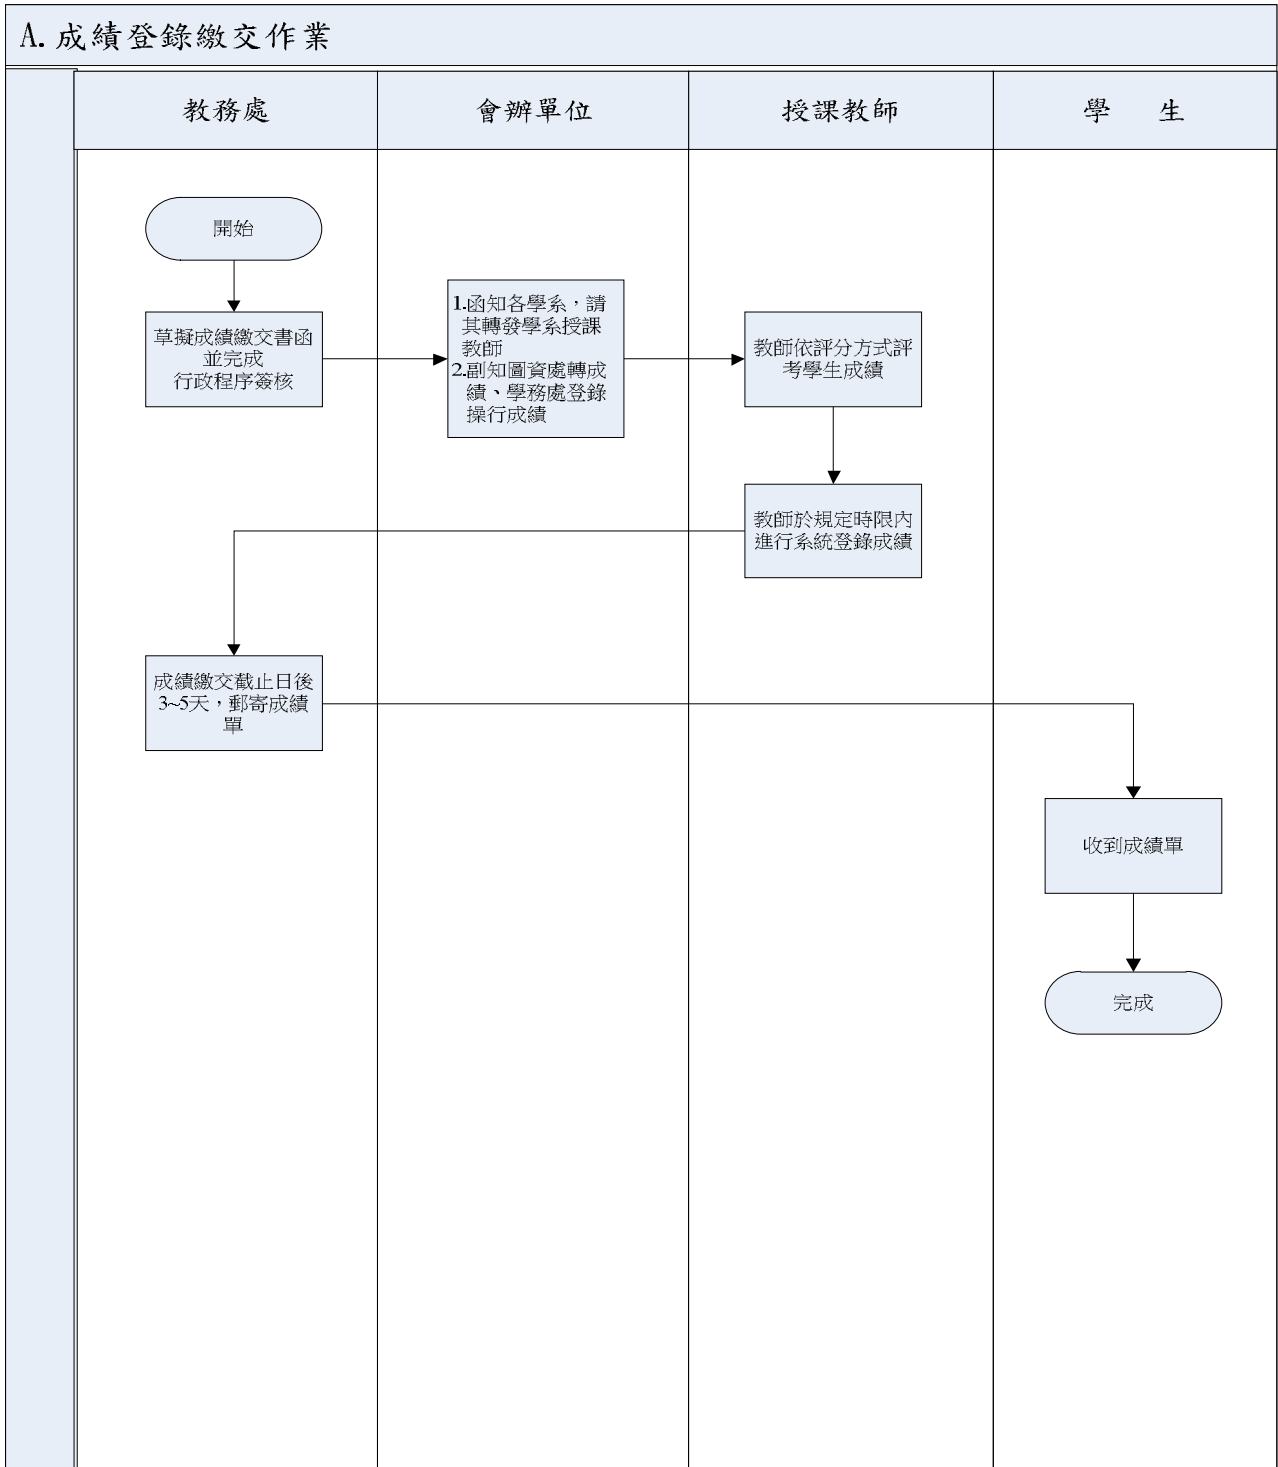 A.成績登錄繳交作業
教務處
會辦單位
授課教師
學 生
開始
草擬成績繳交書函
並完成
行政程序簽核
1.函知各學系，請
其轉發學系授課
教師
2.副知圖資處轉成
績、學務處登錄
操行成績
教師依評分方式評
考學生成績
教師於規定時限內
進行系統登錄成績
成績繳交截止日後
3~5天，郵寄成績
單
收到成績單
完成